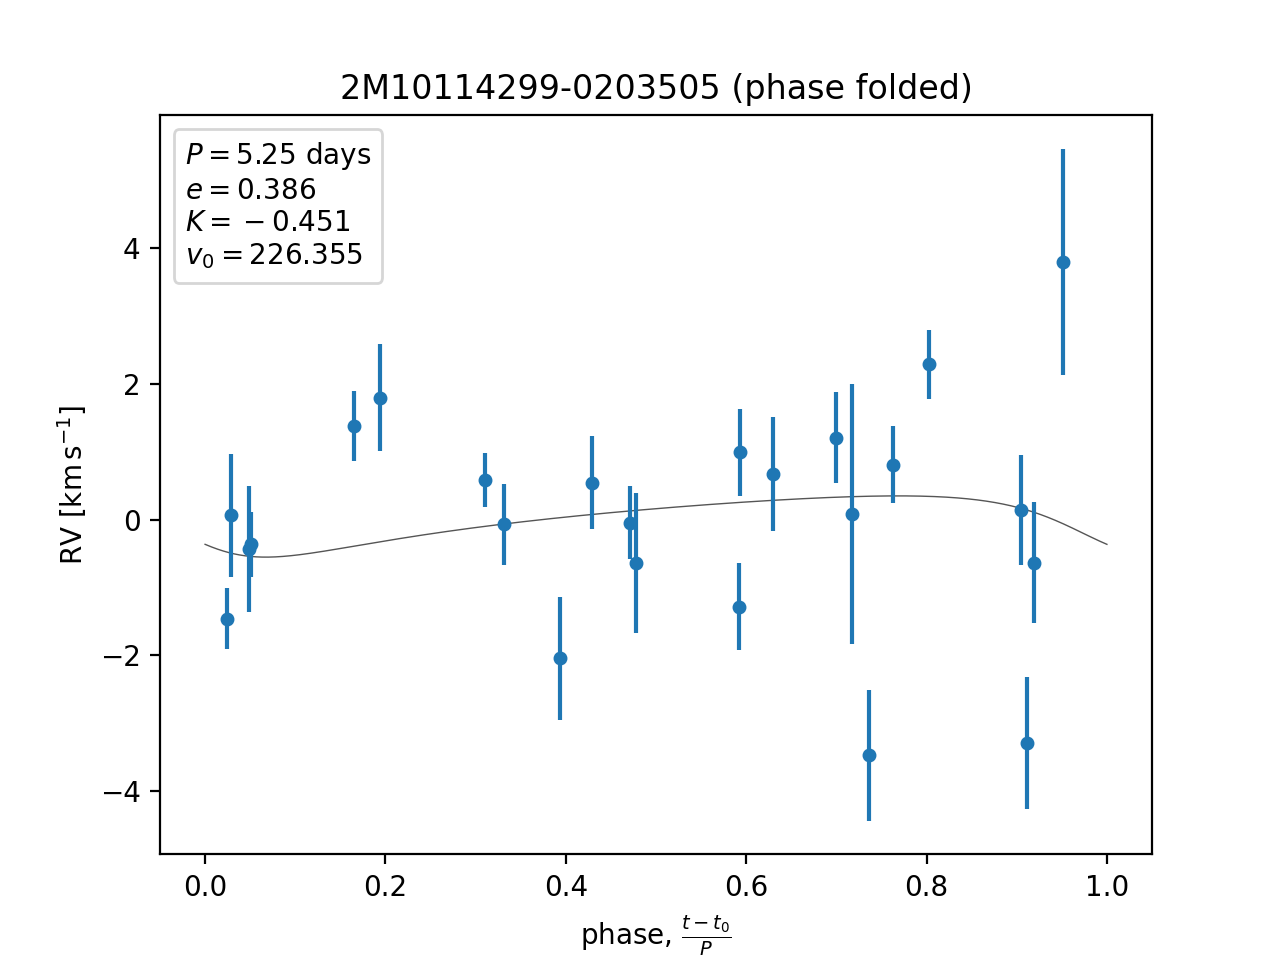 2M10114299-0203505 (phase folded)
P = 5.25 days
e = 0.386
K = −0.451
v₀ = 226.355
RV [km s⁻¹]
4
2
0
−2
−4
0.0 0.2 0.4 0.6 0.8 1.0
phase, (t − t₀)/P